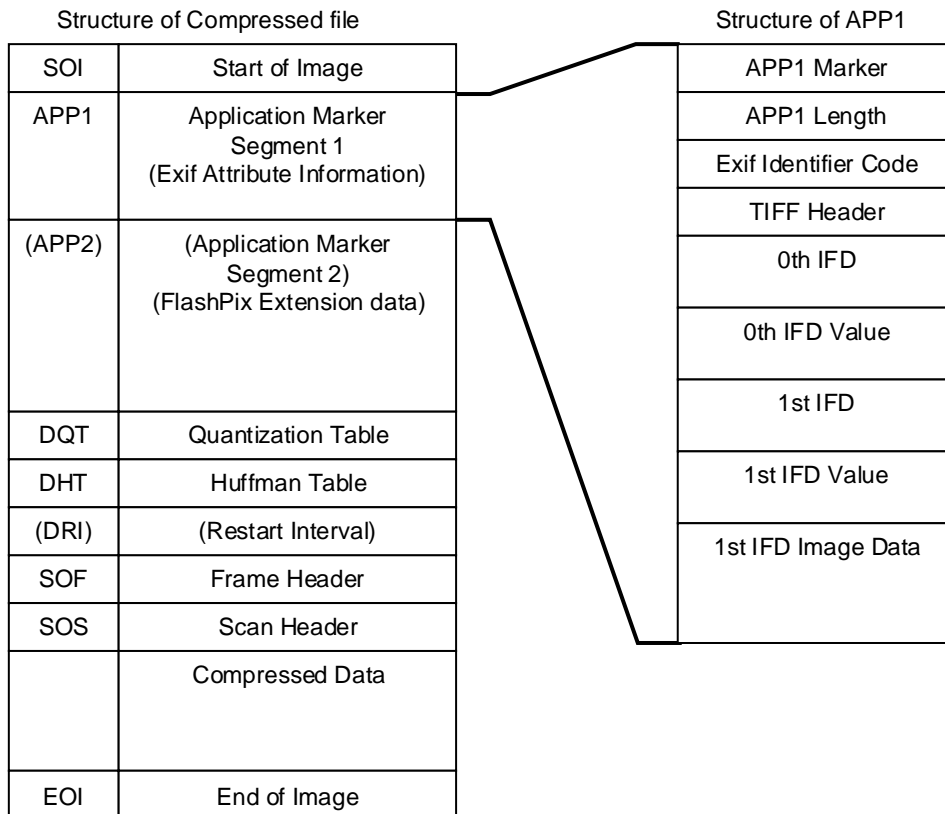 Structure of Compressed file
SOI
Start of Image
APP1
Application Marker
Segment 1
(Exif Attribute Information)
(APP2)
(Application Marker
Segment 2)
(FlashPix Extension data)
DQT
Quantization Table
DHT
Huffman Table
(DRI)
(Restart Interval)
SOF
Frame Header
SOS
Scan Header
Compressed Data
EOI
End of Image
Structure of APP1
APP1 Marker
APP1 Length
Exif Identifier Code
TIFF Header
0th IFD
0th IFD Value
1st IFD
1st IFD Value
1st IFD Image Data